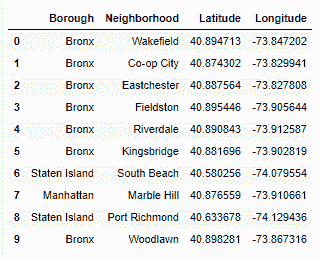 Borough Neighborhood Latitude Longitude
0 Bronx Wakefield 40.894713 -73.847202
1 Bronx Co-op City 40.874302 -73.829941
2 Bronx Eastchester 40.887564 -73.827808
3 Bronx Fieldston 40.895446 -73.905644
4 Bronx Riverdale 40.890843 -73.912587
5 Bronx Kingsbridge 40.881696 -73.902819
6 Staten Island South Beach 40.580256 -74.079554
7 Manhattan Marble Hill 40.876559 -73.910661
8 Staten Island Port Richmond 40.633678 -74.129436
9 Bronx Woodlawn 40.898281 -73.867316